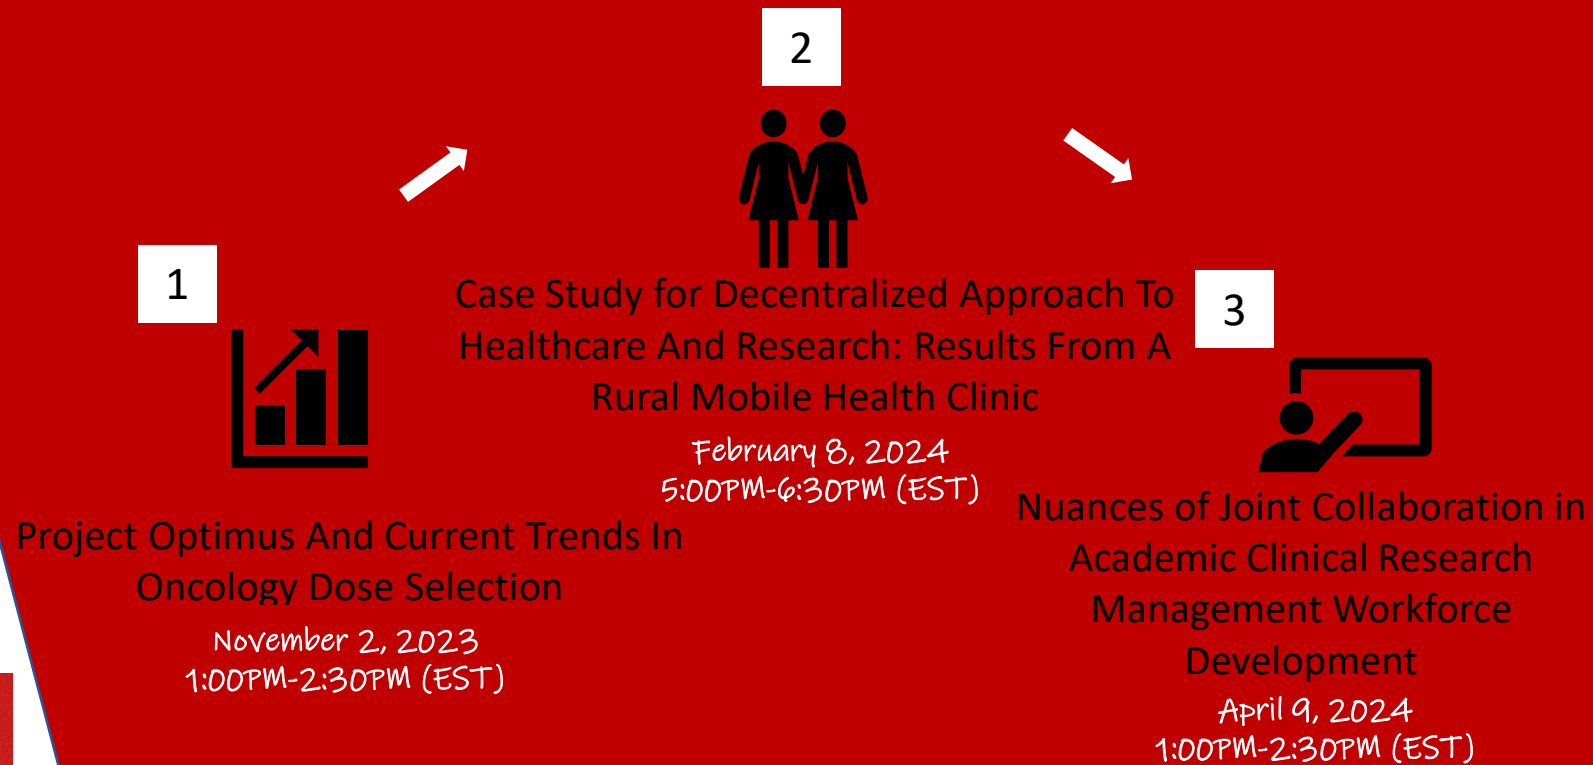 1
Project Optimus And Current Trends In
Oncology Dose Selection
November 2, 2023
1:00PM-2:30PM (EST)
2
Case Study for Decentralized Approach To
Healthcare And Research: Results From A
Rural Mobile Health Clinic
February 8, 2024
5:00PM-6:30PM (EST)
3
Nuances of Joint Collaboration in
Academic Clinical Research
Management Workforce
Development
April 9, 2024
1:00PM-2:30PM (EST)